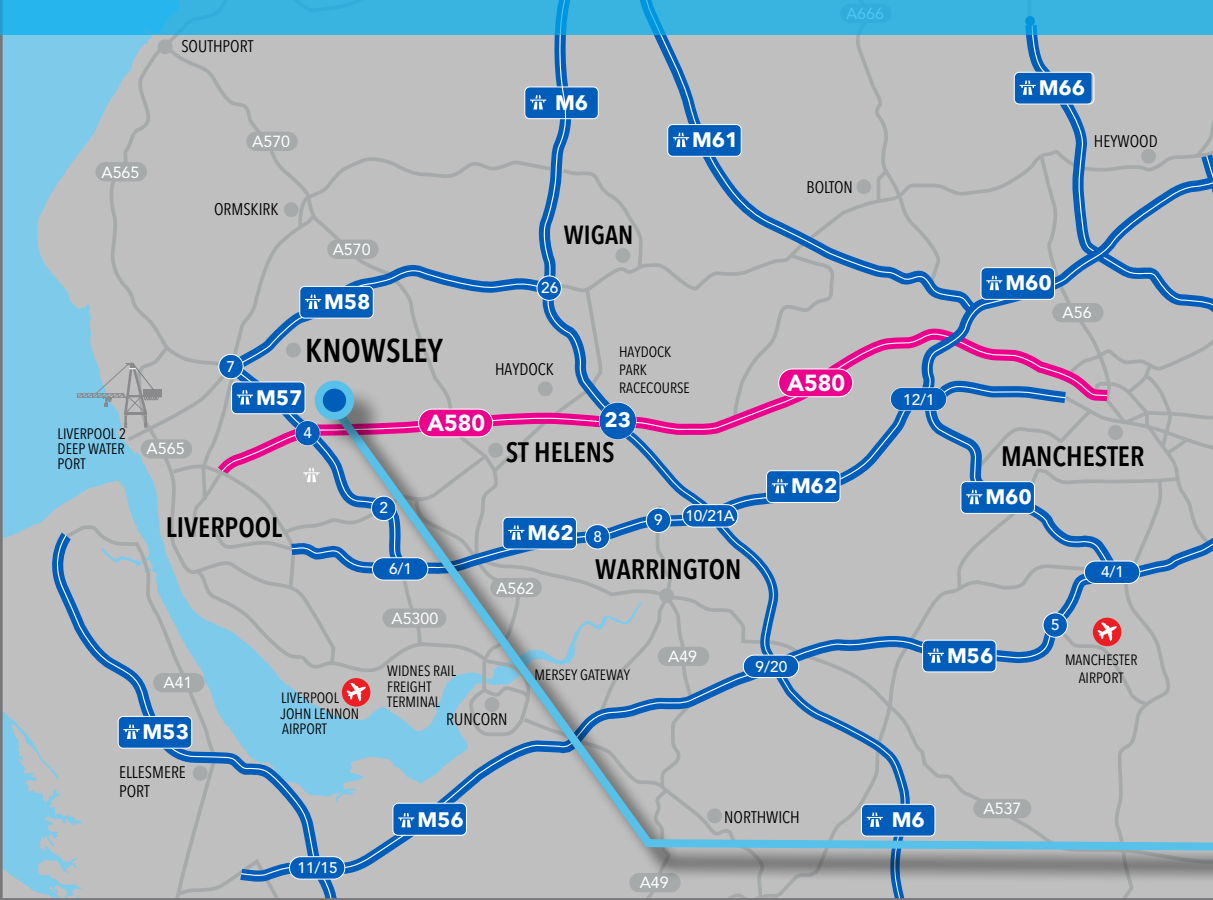 A666
SOUTHPORT
M6
M66
M61
A570
HEYWOOD
A565
BOLTON
ORMSKIRK
WIGAN
A570
26
M60
M58
A56
KNOWSLEY
HAYDOCK
PARK
RACECOURSE
7
HAYDOCK
A580
M57
12/1
A580
23
4
LIVERPOOL 2
DEEP WATER
PORT
A565
ST HELENS
MANCHESTER
M62
M60
2
LIVERPOOL
M62
8
9
10/21A
6/1
WARRINGTON
4/1
A562
A5300
5
A49
9/20
M56
MANCHESTER
AIRPORT
A41
WIDNES RAIL
FREIGHT
TERMINAL
MERSEY GATEWAY
LIVERPOOL
JOHN LENNON
AIRPORT
RUNCORN
M53
ELLESMERE
PORT
M56
NORTHWICH
M6
A537
11/15
A49